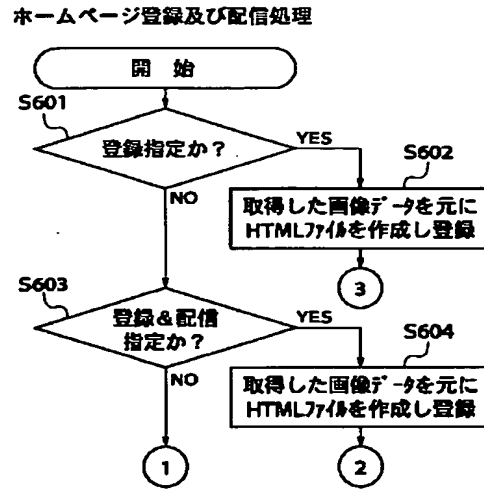 ホームページ登録及び配信処理
開 始
S601
登録指定か?
YES
S602
取得した画像データを元に
HTMLファイルを作成し登録
NO
3
S603
登録&配信
指定か?
YES
S604
取得した画像データを元に
HTMLファイルを作成し登録
NO
1
2